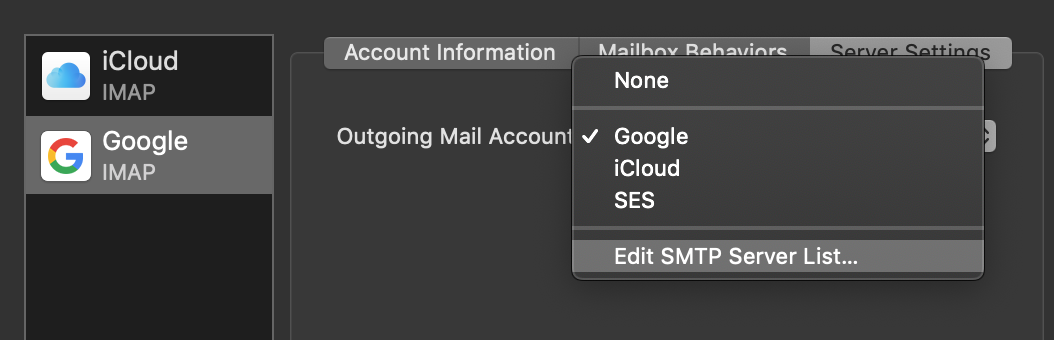 iCloud
IMAP
Google
IMAP
Account Information
Mailbox Behaviors
Server Settings
Outgoing Mail Account
None
✓ Google
iCloud
SES
Edit SMTP Server List...